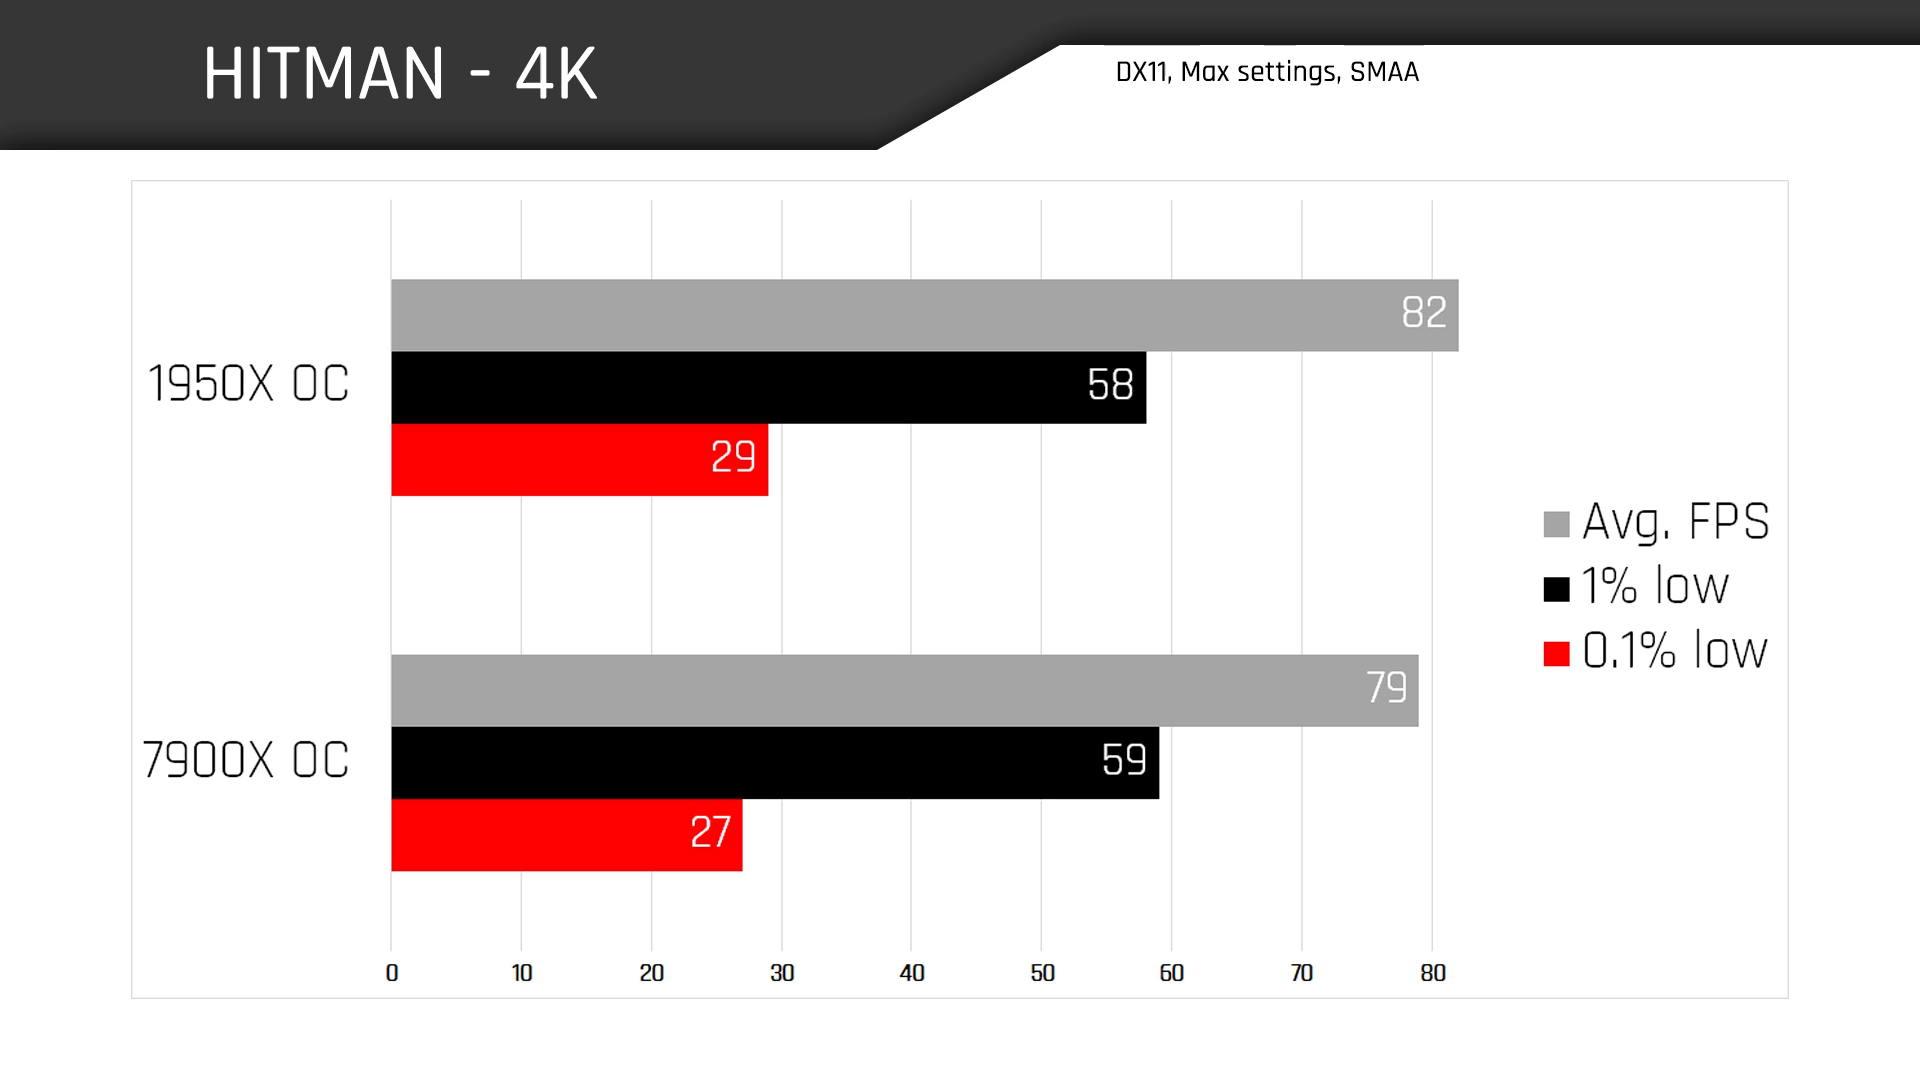 HITMAN - 4K
DX11, Max settings, SMAA
82
1950X OC
58
29
Avg. FPS
1% low
0.1% low
79
7900X OC
59
27
0 10 20 30 40 50 60 70 80